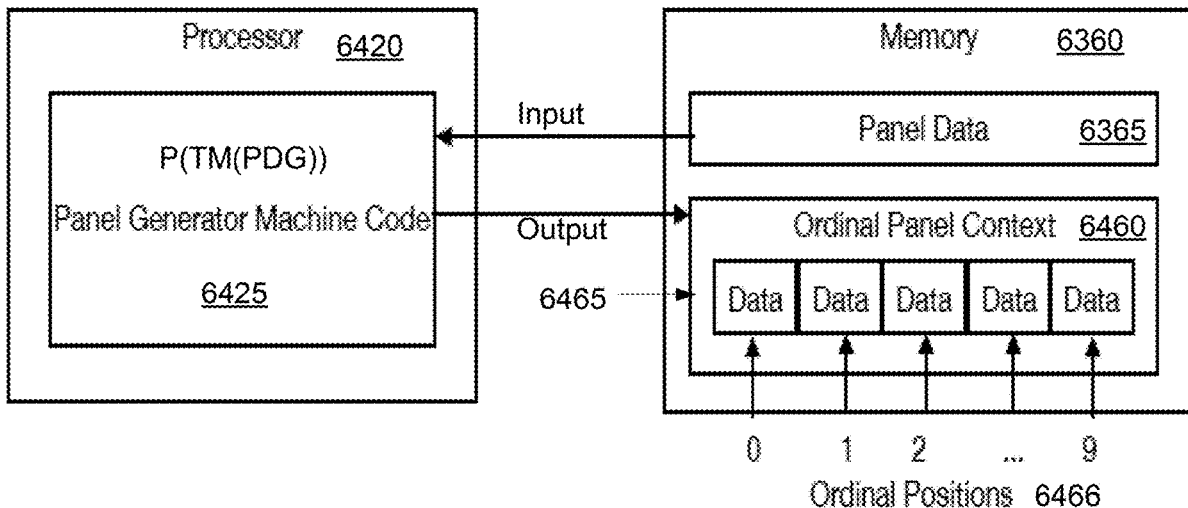 Processor 6420
P(TM(PDG))
Panel Generator Machine Code
6425
Input
Output
6465
Memory 6360
Panel Data 6365
Ordinal Panel Context 6460
Data Data Data Data Data
0 1 2 ... 9
Ordinal Positions 6466